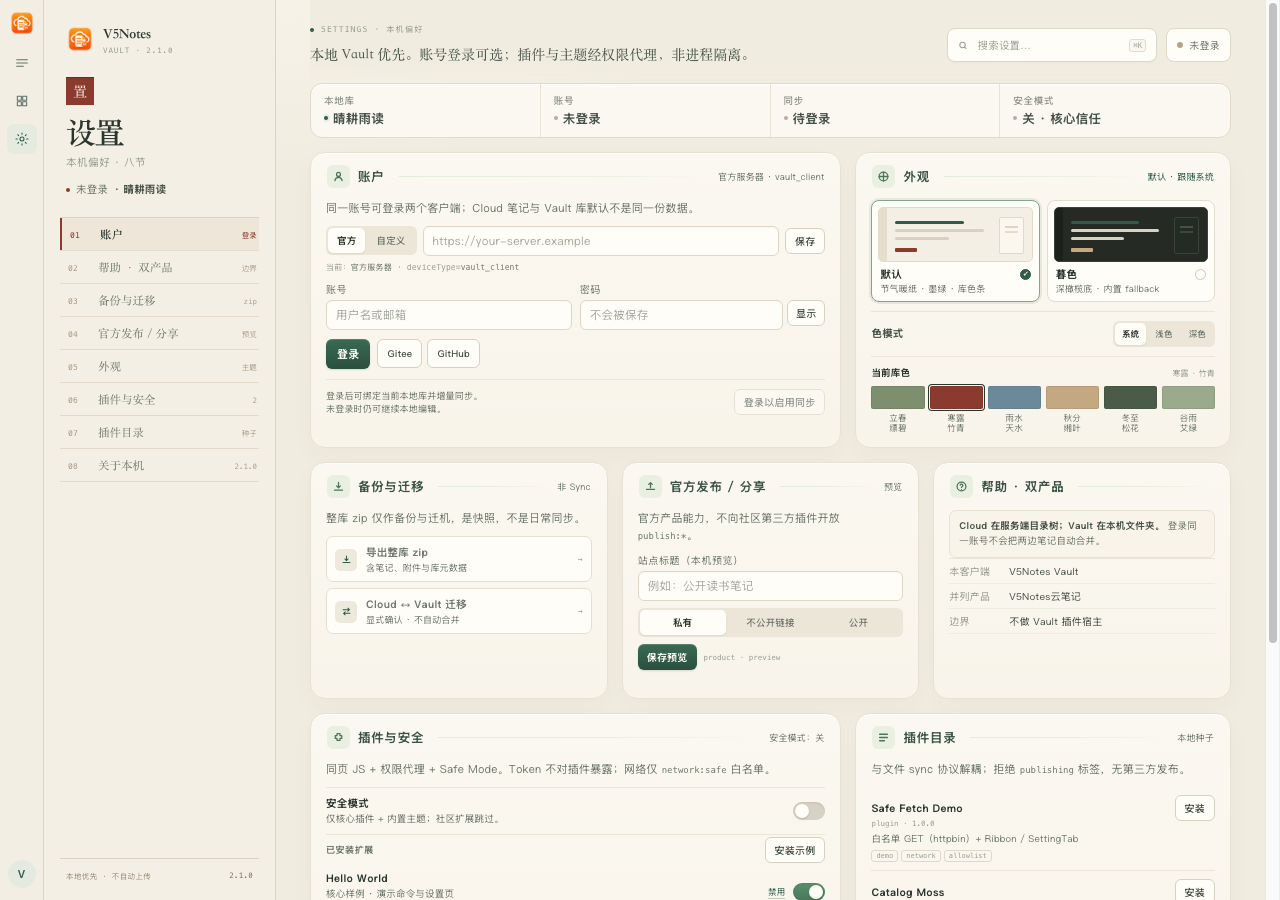 V5Notes
VAULT · 2.1.0
置
设置
本机偏好 · 八节
未登录 · 晴耕雨读
01 账户 登录
02 帮助 · 双产品 边界
03 备份与迁移 zip
04 官方发布 / 分享 预览
05 外观 主题
06 插件与安全 2
07 插件目录 种子
08 关于本机 2.1.0
本地优先 · 不自动上传 2.1.0
V
SETTINGS · 本机偏好
本地 Vault 优先。账号登录可选；插件与主题经权限代理，非进程隔离。
搜索设置… ⌘K
未登录
本地库
晴耕雨读
账号
未登录
同步
待登录
安全模式
关 · 核心信任
账户 官方服务器 · vault_client
同一账号可登录两个客户端；Cloud 笔记与 Vault 库默认不是同一份数据。
官方 自定义 https://your-server.example 保存
当前：官方服务器 · deviceType=vault_client
账号 密码
用户名或邮箱 不会被保存 显示
登录 Gitee GitHub
登录后可绑定当前本地库并增量同步。
未登录时仍可继续本地编辑。
登录以启用同步
外观 默认 · 跟随系统
默认
节气暖纸 · 墨绿 · 库色条
暮色
深橄榄底 · 内置 fallback
色模式 系统 浅色 深色
当前库色 寒露 · 竹青
立春 寒露 雨水 秋分 冬至 谷雨
缥碧 竹青 天水 缃叶 松花 艾绿
备份与迁移 非 Sync
整库 zip 仅作备份与迁机，是快照，不是日常同步。
导出整库 zip →
含笔记、附件与库元数据
Cloud ↔ Vault 迁移 →
显式确认 · 不自动合并
官方发布 / 分享 预览
官方产品能力，不向社区第三方插件开放
publish:*。
站点标题（本机预览）
例如：公开读书笔记
私有 不公开链接 公开
保存预览 product · preview
帮助 · 双产品
Cloud 在服务端目录树；Vault 在本机文件夹。 登录同
一账号不会把两边笔记自动合并。
本客户端 V5Notes Vault
并列产品 V5Notes云笔记
边界 不做 Vault 插件宿主
插件与安全 安全模式：关
同页 JS + 权限代理 + Safe Mode。Token 不对插件暴露；网络仅 network:safe 白名单。
安全模式
仅核心插件 + 内置主题；社区扩展跳过。
已安装扩展 安装示例
Hello World
核心样例 · 演示命令与设置页 禁用
插件目录 本地种子
与文件 sync 协议解耦；拒绝 publishing 标签，无第三方发布。
Safe Fetch Demo 安装
plugin · 1.0.0
白名单 GET（httpbin）+ Ribbon / SettingTab
demo network allowlist
Catalog Moss 安装